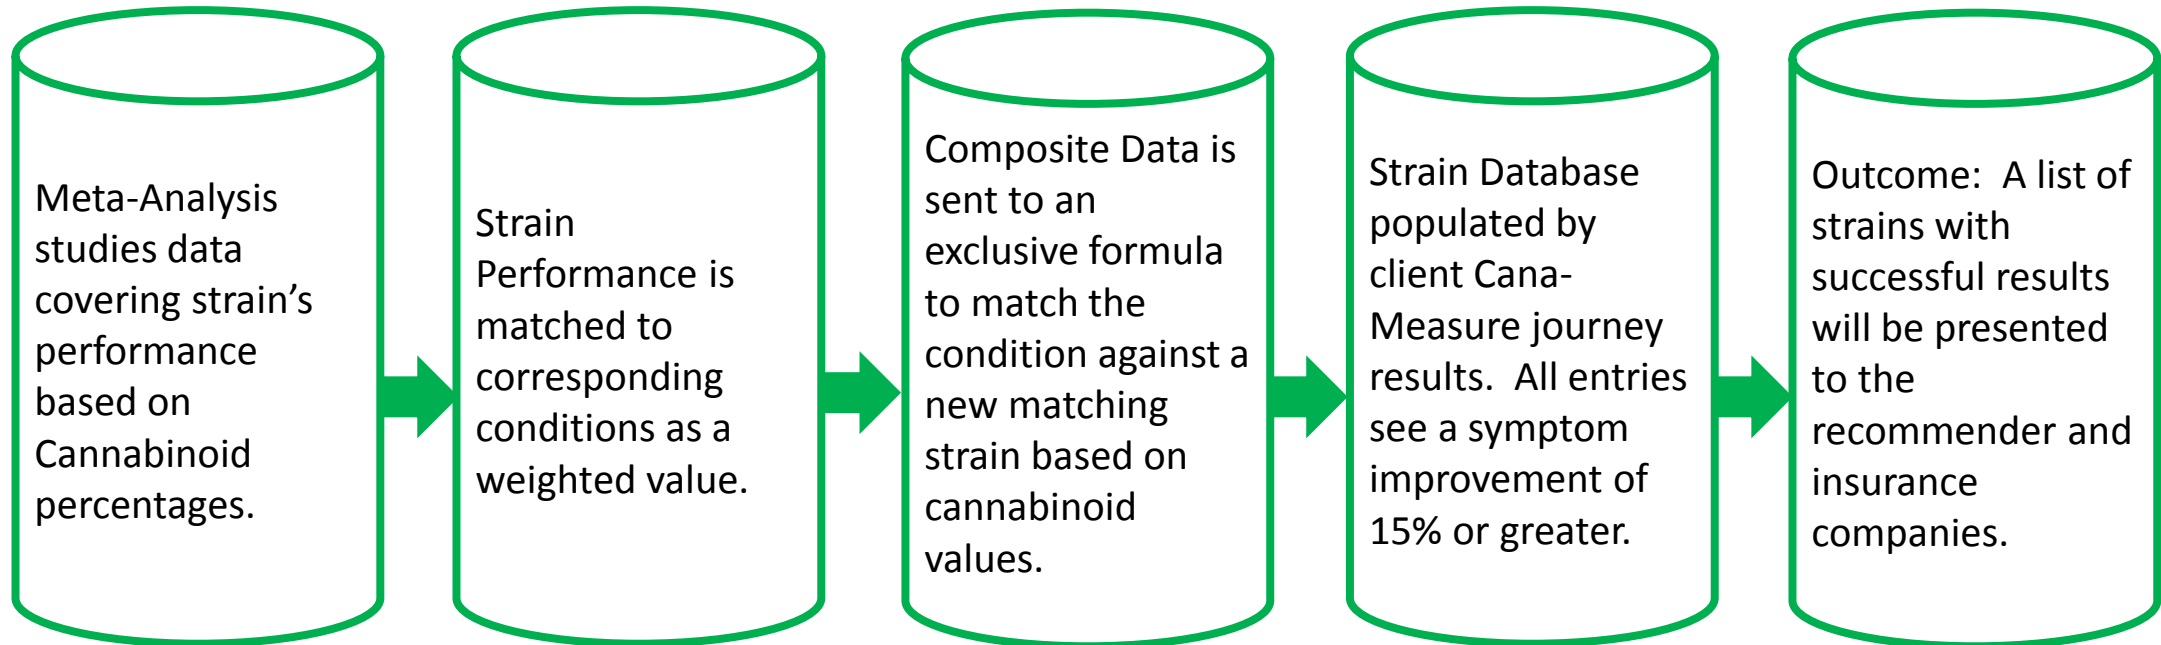 Meta-Analysis
studies data
covering strain’s
performance
based on
Cannabinoid
percentages.
Strain
Performance is
matched to
corresponding
conditions as a
weighted value.
Composite Data is
sent to an
exclusive formula
to match the
condition against a
new matching
strain based on
cannabinoid
values.
Strain Database
populated by
client Cana-
Measure journey
results.  All entries
see a symptom
improvement of
15% or greater.
Outcome:  A list of
strains with
successful results
will be presented
to the
recommender and
insurance
companies.